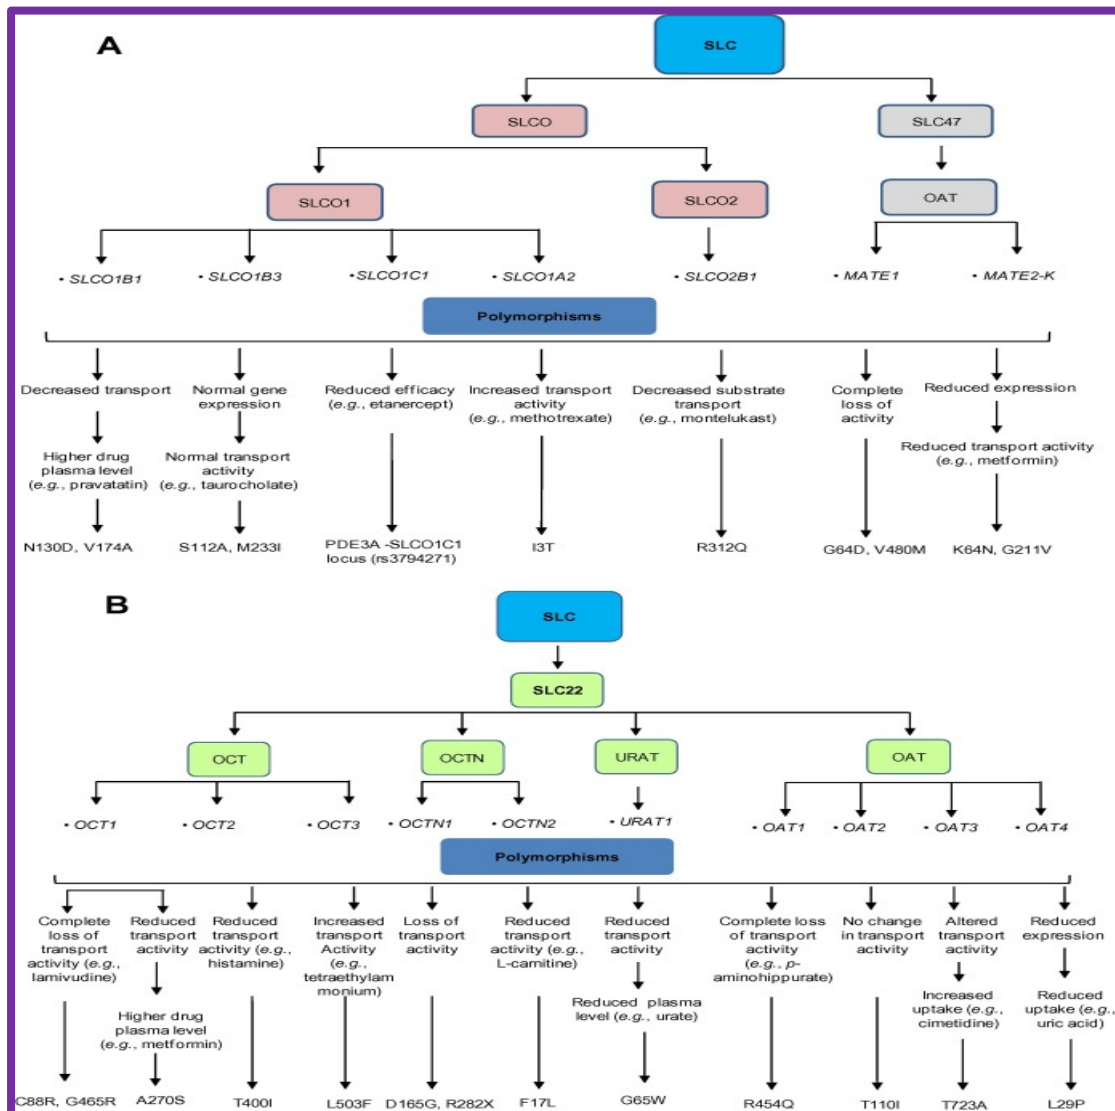 A
SLC
SLCO
SLC47
SLCO1
SLCO2
OAT
• SLCO1B1
• SLCO1B3
• SLCO1C1
• SLCO1A2
• SLCO2B1
• MATE1
• MATE2-K
Polymorphisms
Decreased transport
Higher drug
plasma level
(e.g., pravatatin)
N130D, V174A
Normal gene
expression
Normal transport
activity
(e.g., taurocholate)
S112A, M233I
Reduced efficacy
(e.g., etanercept)
PDE3A -SLCO1C1
locus (rs3794271)
Increased transport
activity
(e.g., methotrexate)
I3T
Decreased substrate
transport
(e.g., montelukast)
R312Q
Complete
loss of
activity
G64D, V480M
Reduced expression
Reduced transport activity
(e.g., metformin)
K64N, G211V
B
SLC
SLC22
OCT
OCTN
URAT
OAT
• OCT1
• OCT2
• OCT3
• OCTN1
• OCTN2
• URAT1
• OAT1
• OAT2
• OAT3
• OAT4
Polymorphisms
Complete
loss of
transport
activity (e.g.,
lamivudine)
C88R, G465R
Reduced
transport
activity
Higher drug
plasma level
(e.g., metformin)
A270S
Reduced
transport
activity (e.g.,
histamine)
T400I
Increased
transport
Activity (e.g.,
tetraethylam
monium)
L503F
Loss of
transport
activity
D165G, R282X
Reduced
transport
activity (e.g.,
L-carnitine)
F17L
Reduced
transport
activity
Reduced plasma
level (e.g., urate)
G65W
Complete loss
of transport
activity
(e.g., p-
aminohippurate)
R454Q
No change
in transport
activity
T110I
Altered
transport
activity
Increased
uptake (e.g.,
cimetidine)
T723A
Reduced
expression
Reduced
uptake (e.g.,
uric acid)
L29P